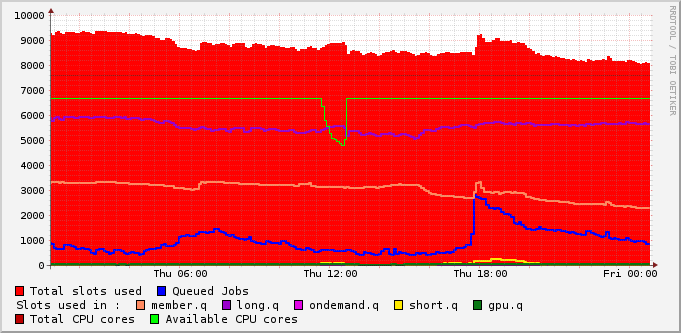 10000
9000
8000
7000
6000
5000
4000
3000
2000
1000
0
Thu 06:00 Thu 12:00 Thu 18:00 Fri 00:00
RRDTOOL / TOBI OETIKER
Total slots used Queued Jobs
Slots used in : member.q long.q ondemand.q short.q gpu.q
Total CPU cores Available CPU cores